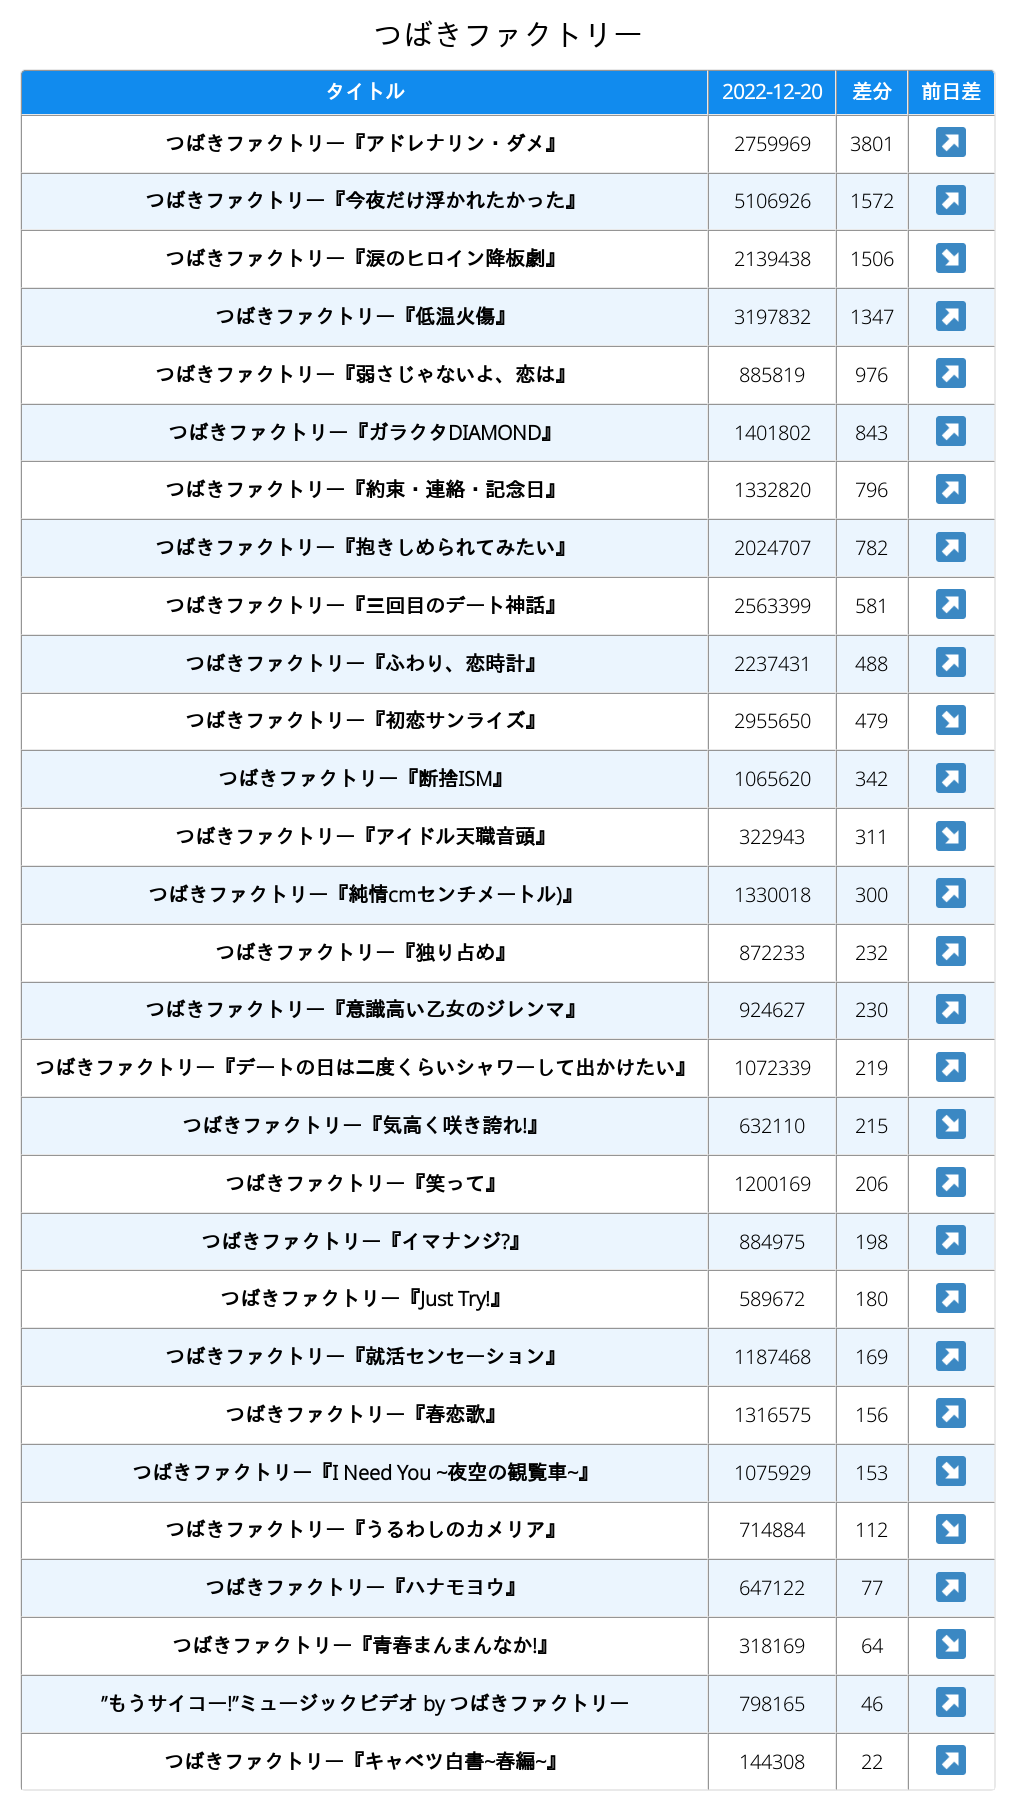 つばきファクトリー
タイトル 2022-12-20 差分 前日差
つばきファクトリー『アドレナリン・ダメ』 2759969 3801 ↗
つばきファクトリー『今夜だけ浮かれたかった』 5106926 1572 ↗
つばきファクトリー『涙のヒロイン降板劇』 2139438 1506 ↘
つばきファクトリー『低温火傷』 3197832 1347 ↗
つばきファクトリー『弱さじゃないよ、恋は』 885819 976 ↗
つばきファクトリー『ガラクタDIAMOND』 1401802 843 ↗
つばきファクトリー『約束・連絡・記念日』 1332820 796 ↗
つばきファクトリー『抱きしめられてみたい』 2024707 782 ↗
つばきファクトリー『三回目のデート神話』 2563399 581 ↗
つばきファクトリー『ふわり、恋時計』 2237431 488 ↗
つばきファクトリー『初恋サンライズ』 2955650 479 ↘
つばきファクトリー『断捨ISM』 1065620 342 ↗
つばきファクトリー『アイドル天職音頭』 322943 311 ↘
つばきファクトリー『純情cmセンチメートル)』 1330018 300 ↗
つばきファクトリー『独り占め』 872233 232 ↗
つばきファクトリー『意識高い乙女のジレンマ』 924627 230 ↗
つばきファクトリー『デートの日は二度くらいシャワーして出かけたい』 1072339 219 ↗
つばきファクトリー『気高く咲き誇れ!』 632110 215 ↘
つばきファクトリー『笑って』 1200169 206 ↗
つばきファクトリー『イマナンジ?』 884975 198 ↗
つばきファクトリー『Just Try!』 589672 180 ↗
つばきファクトリー『就活センセーション』 1187468 169 ↗
つばきファクトリー『春恋歌』 1316575 156 ↗
つばきファクトリー『I Need You ~夜空の観覧車~』 1075929 153 ↘
つばきファクトリー『うるわしのカメリア』 714884 112 ↘
つばきファクトリー『ハナモヨウ』 647122 77 ↗
つばきファクトリー『青春まんまんなか!』 318169 64 ↘
”もうサイコー!”ミュージックビデオ by つばきファクトリー 798165 46 ↗
つばきファクトリー『キャベツ白書~春編~』 144308 22 ↗